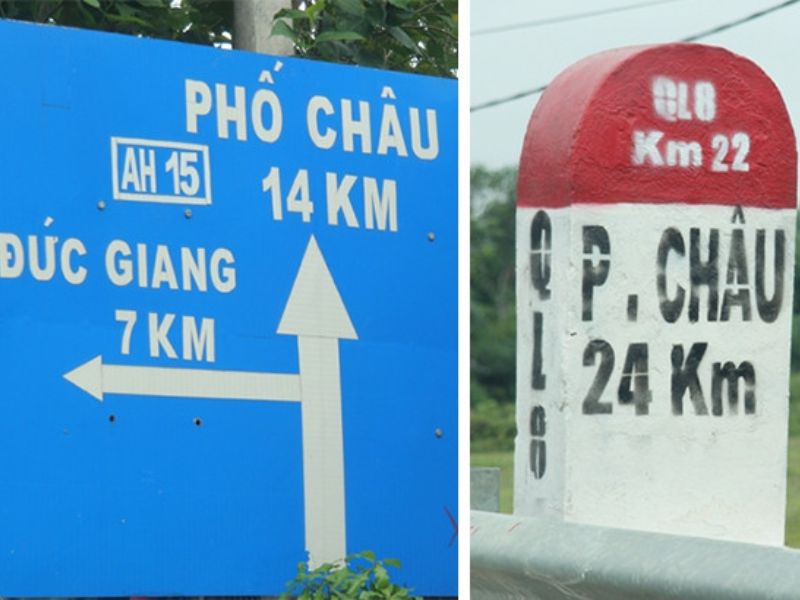 PHỐ CHÂU
AH 15
14 KM
ĐỨC GIANG
7 KM
QL8
Km 22
QL8
P. CHÂU
24 Km